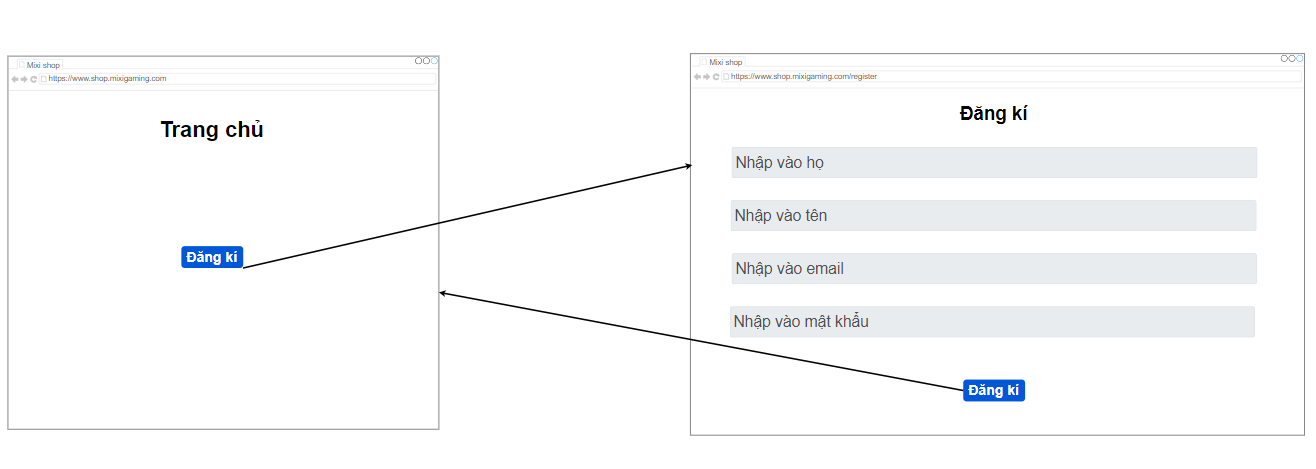 Mixi shop
https://www.shop.mixigaming.com
Trang chủ
Đăng kí
Mixi shop
https://www.shop.mixigaming.com/register
Đăng kí
Nhập vào họ
Nhập vào tên
Nhập vào email
Nhập vào mật khẩu
Đăng kí